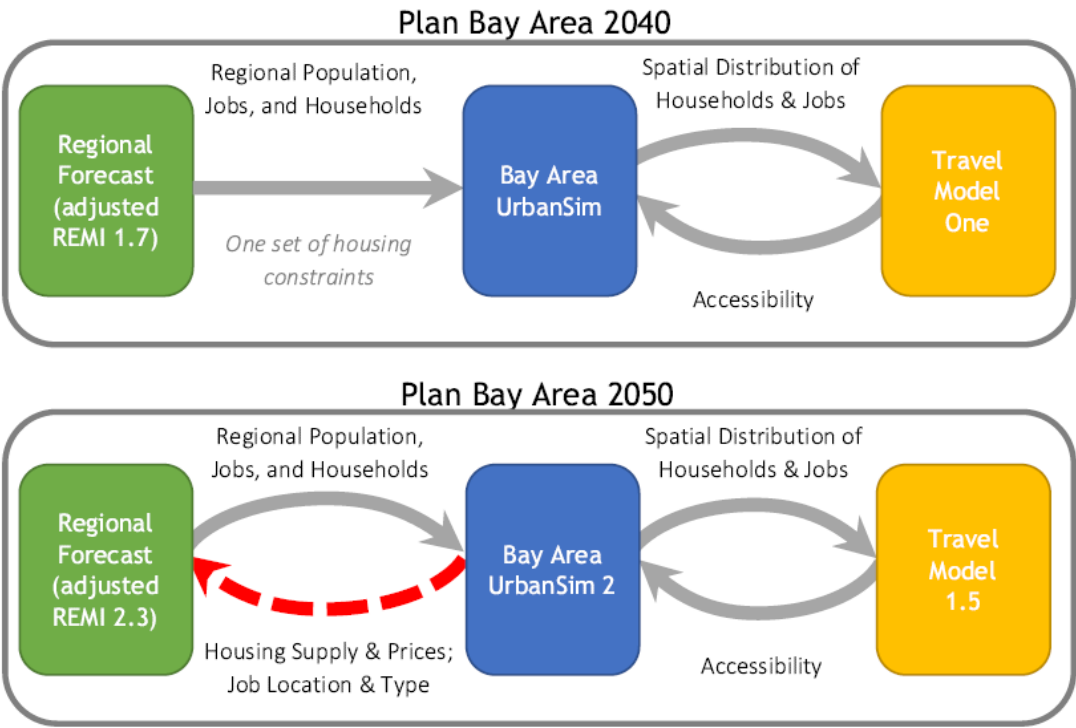 Plan Bay Area 2040
Regional Population,
Jobs, and Households
Spatial Distribution of
Households & Jobs
Regional
Forecast
(adjusted
REMI 1.7)
Bay Area
UrbanSim
Travel
Model
One
One set of housing
constraints
Accessibility
Plan Bay Area 2050
Regional Population,
Jobs, and Households
Spatial Distribution of
Households & Jobs
Regional
Forecast
(adjusted
REMI 2.3)
Bay Area
UrbanSim 2
Travel
Model
1.5
Housing Supply & Prices;
Job Location & Type
Accessibility